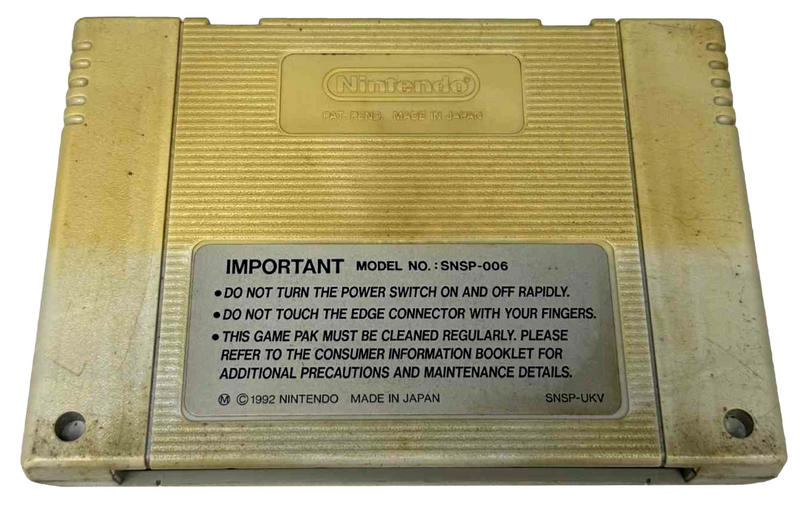 Nintendo®
PAT. PEND. MADE IN JAPAN
IMPORTANT MODEL NO.: SNSP-006
●DO NOT TURN THE POWER SWITCH ON AND OFF RAPIDLY.
●DO NOT TOUCH THE EDGE CONNECTOR WITH YOUR FINGERS.
●THIS GAME PAK MUST BE CLEANED REGULARLY. PLEASE
REFER TO THE CONSUMER INFORMATION BOOKLET FOR
ADDITIONAL PRECAUTIONS AND MAINTENANCE DETAILS.
Ⓜ ©1992 NINTENDO MADE IN JAPAN SNSP-UKV